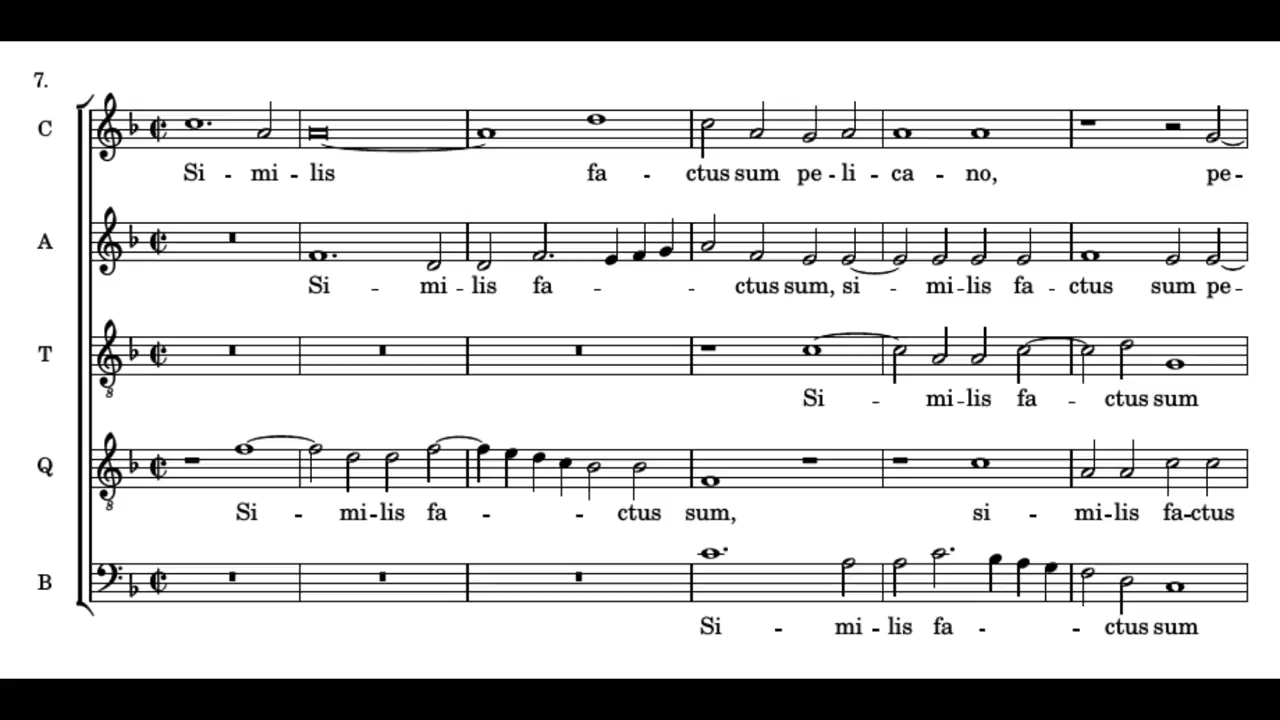 7.
C
Si - mi - lis fa - ctus sum pe - li - ca - no, pe -
A
Si - mi - lis fa - - - ctus sum, si - mi - lis fa - ctus sum pe -
T
8
Si - mi - lis fa - ctus sum
Q
8
Si - mi - lis fa - - - ctus sum, si - mi - lis fa - ctus
B
Si - mi - lis fa - - - ctus sum